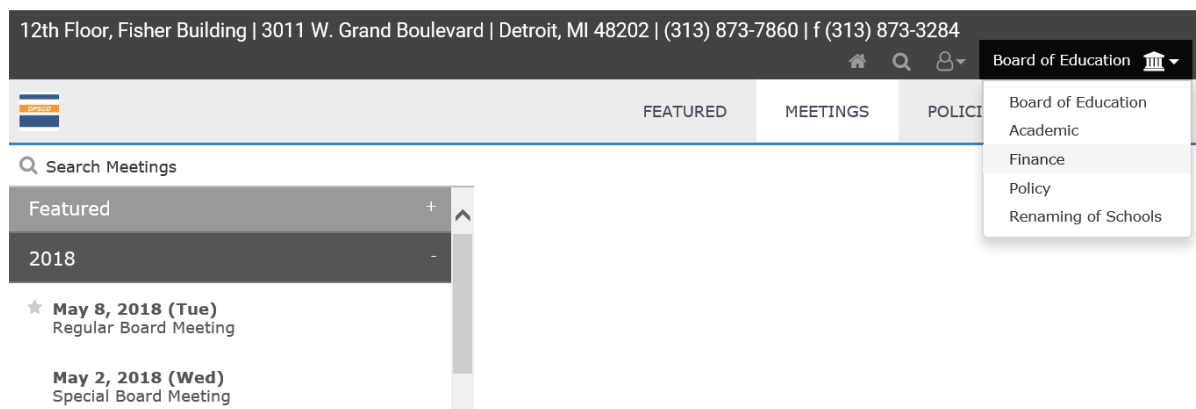 12th Floor, Fisher Building | 3011 W. Grand Boulevard | Detroit, MI 48202 | (313) 873-7860 | f (313) 873-3284
Board of Education
DPSCD
FEATURED MEETINGS POLICI
Board of Education
Academic
Finance
Policy
Renaming of Schools
Search Meetings
Featured +
2018 -
May 8, 2018 (Tue)
Regular Board Meeting
May 2, 2018 (Wed)
Special Board Meeting